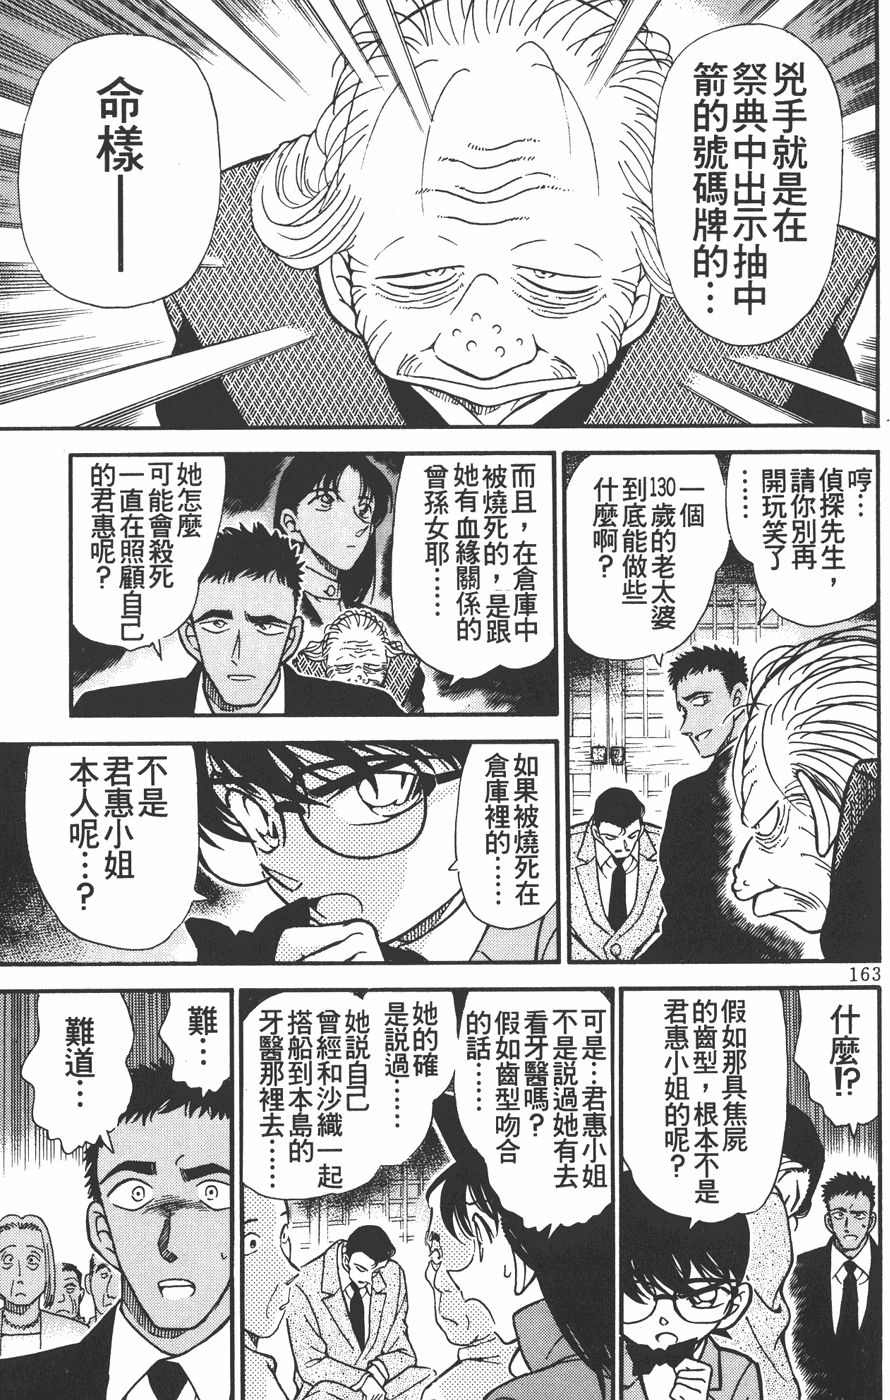 兇手就是在
祭典中出示抽中
箭的號碼牌的…
命樣——
哼…
偵探先生，
請你別再
開玩笑了
……
一個
130歲的老太婆
到底能做些
什麼啊？
而且，在倉庫中
被燒死的，是跟
她有血緣關係的
曾孫女耶……
她怎麼
可能會殺死
一直在照顧自己
的君惠呢？
如果被燒死在
倉庫裡的……
不是
君惠小姐
本人呢…？
163
什麼!?
假如那具焦屍
的齒型，根本不是
君惠小姐的呢？
可是…君惠小姐
不是說過她有去
看牙醫嗎？
假如齒型吻合
的話……
她的確
是說過……
她說自己
曾經和沙織一起
搭船到本島的
牙醫那裡去……
難…
難道…